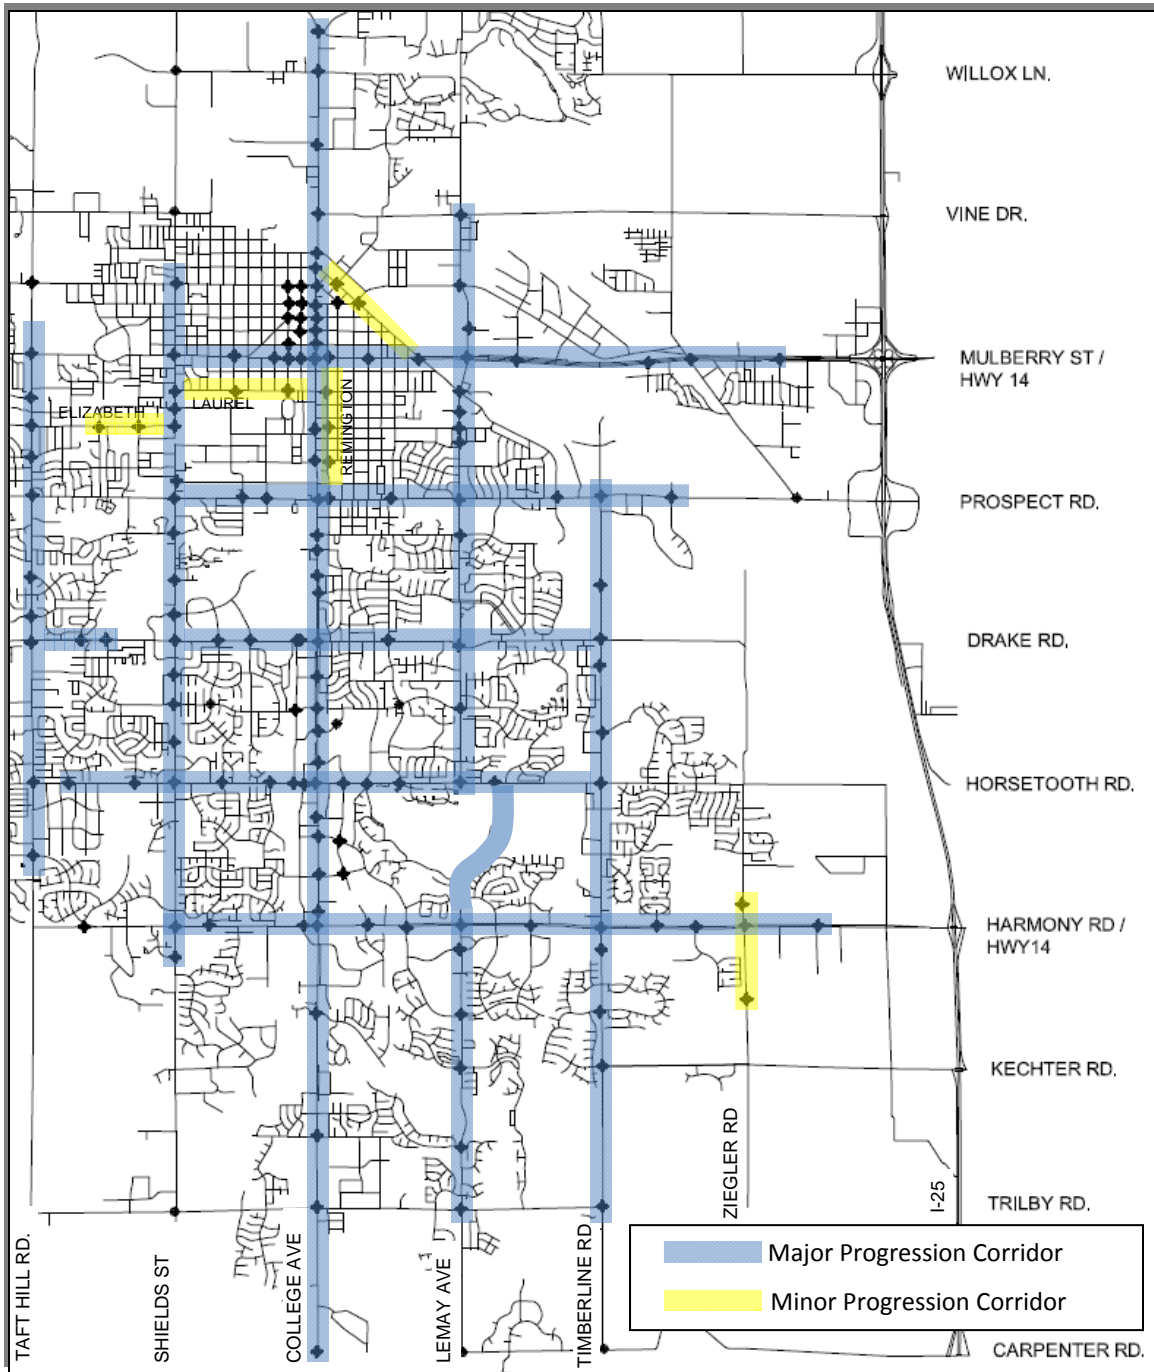 WILLOX LN.
VINE DR.
MULBERRY ST /
HWY 14
ELIZABETH
LAUREL
REMINGTON
PROSPECT RD.
DRAKE RD.
HORSETOOTH RD.
HARMONY RD /
HWY14
KECHTER RD.
ZIEGLER RD
I-25
TRILBY RD.
TAFT HILL RD.
SHIELDS ST
COLLEGE AVE
LEMAY AVE
TIMBERLINE RD
Major Progression Corridor
Minor Progression Corridor
CARPENTER RD.